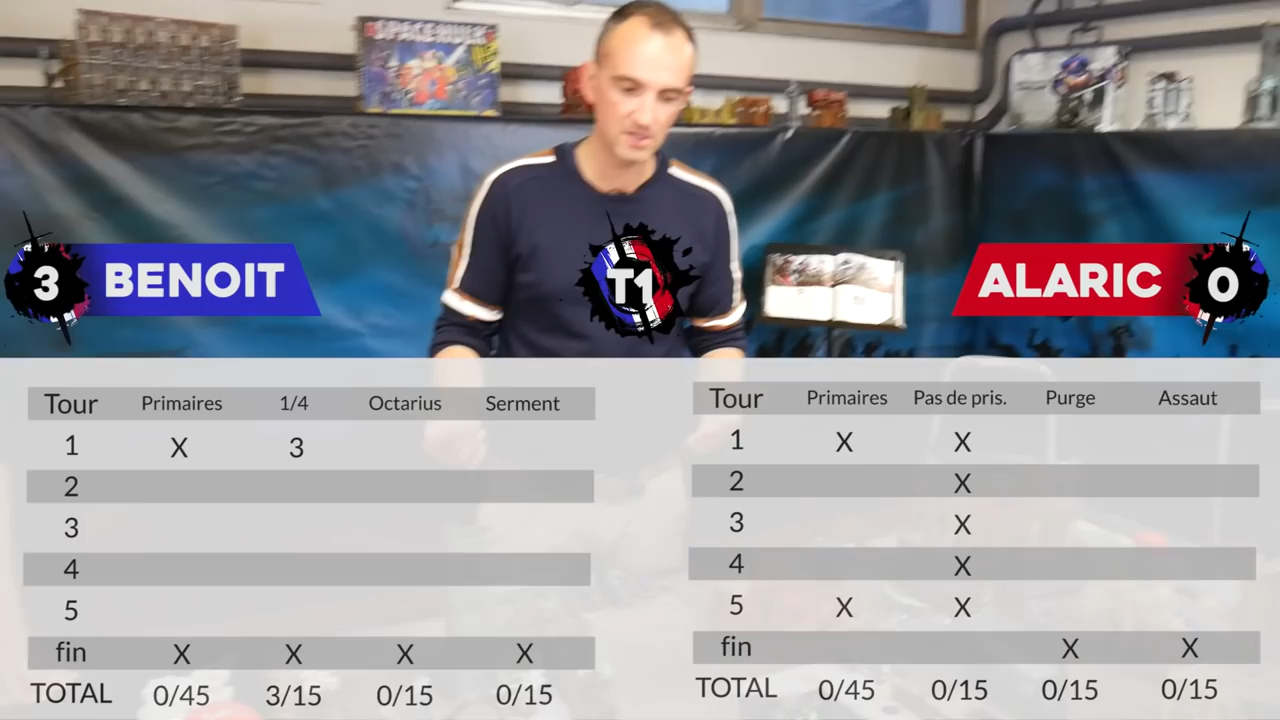 SPACE HULK
3 BENOIT
T1
ALARIC 0
Tour Primaires 1/4 Octarius Serment
1 X 3
2
3
4
5
fin X X X X
TOTAL 0/45 3/15 0/15 0/15
Tour Primaires Pas de pris. Purge Assaut
1 X X
2 X
3 X
4 X
5 X X
fin X X
TOTAL 0/45 0/15 0/15 0/15